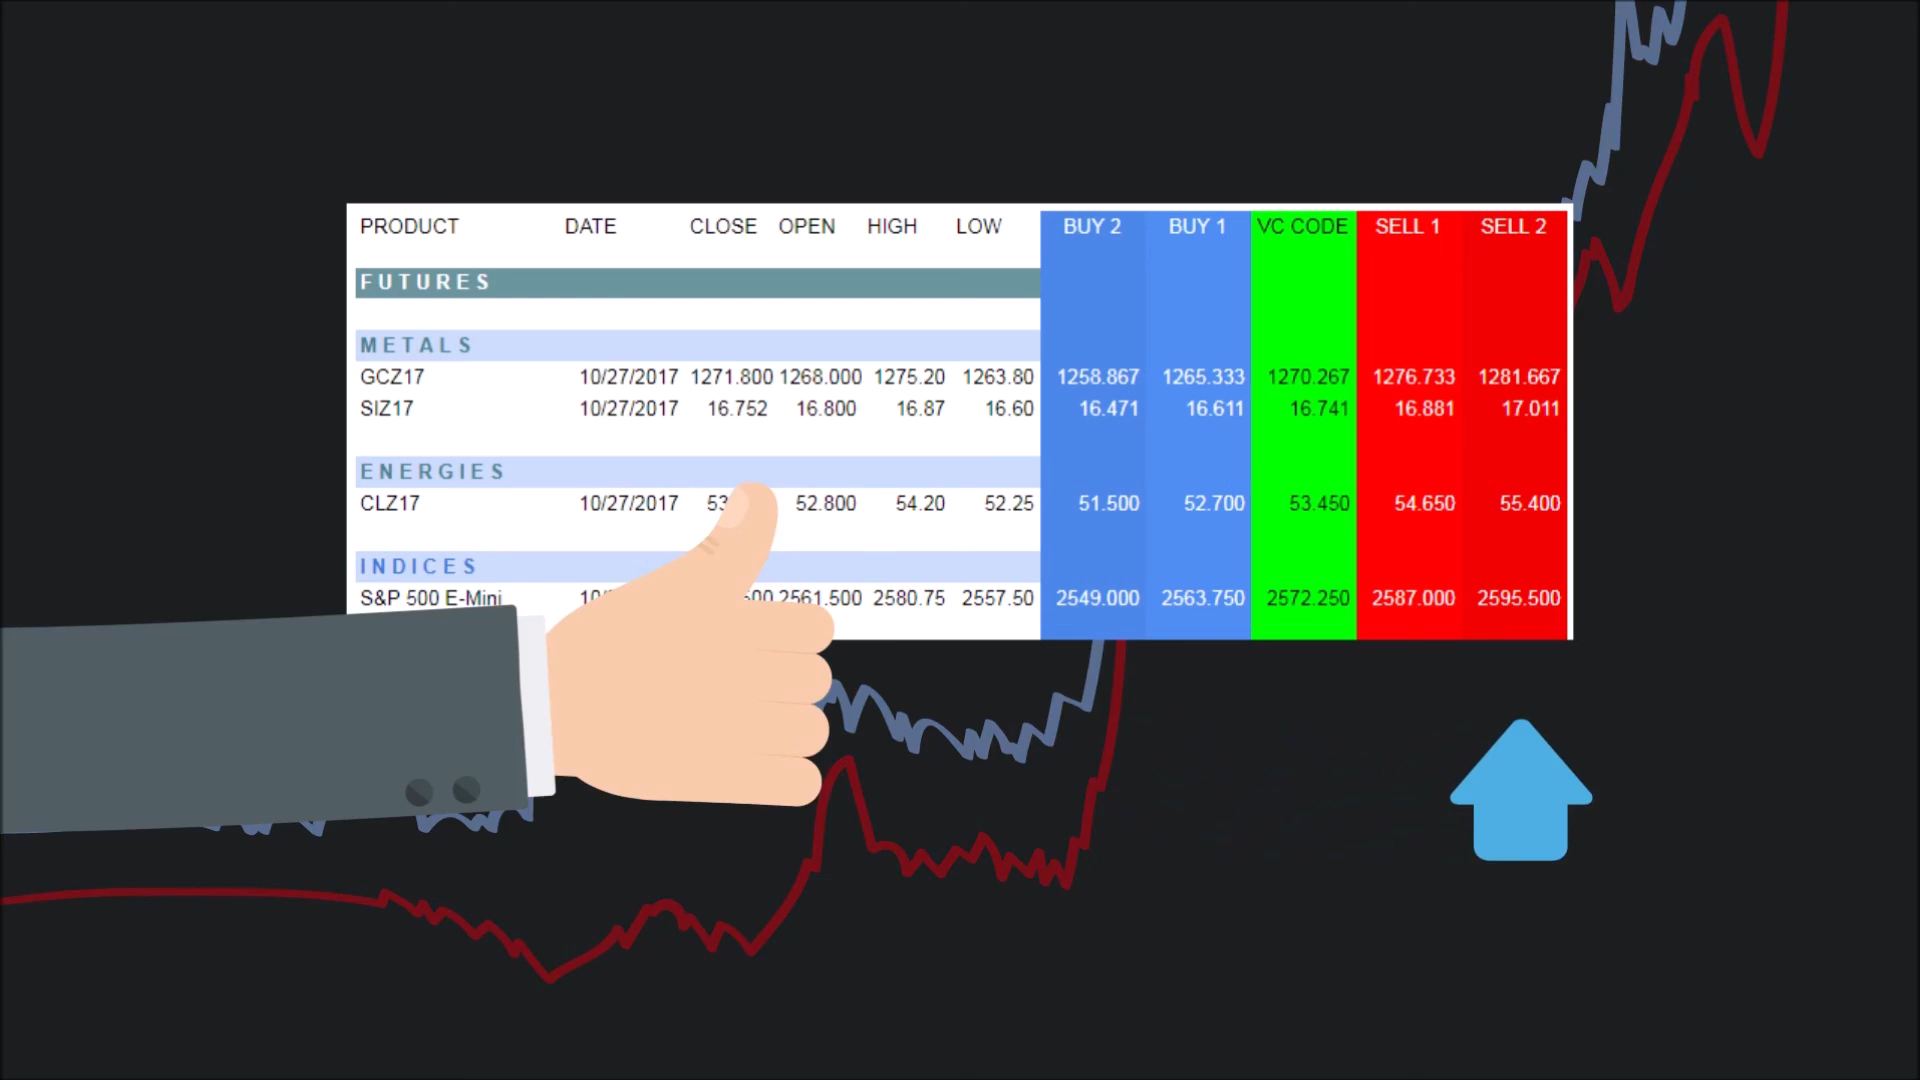 PRODUCT DATE CLOSE OPEN HIGH LOW BUY 2 BUY 1 VC CODE SELL 1 SELL 2
FUTURES
METALS
GCZ17 10/27/2017 1271.800 1268.000 1275.20 1263.80 1258.867 1265.333 1270.267 1276.733 1281.667
SIZ17 10/27/2017 16.752 16.800 16.87 16.60 16.471 16.611 16.741 16.881 17.011
ENERGIES
CLZ17 10/27/2017 52.800 54.20 52.25 51.500 52.700 53.450 54.650 55.400
INDICES
S&P 500 E-Mini 2561.500 2580.75 2557.50 2549.000 2563.750 2572.250 2587.000 2595.500